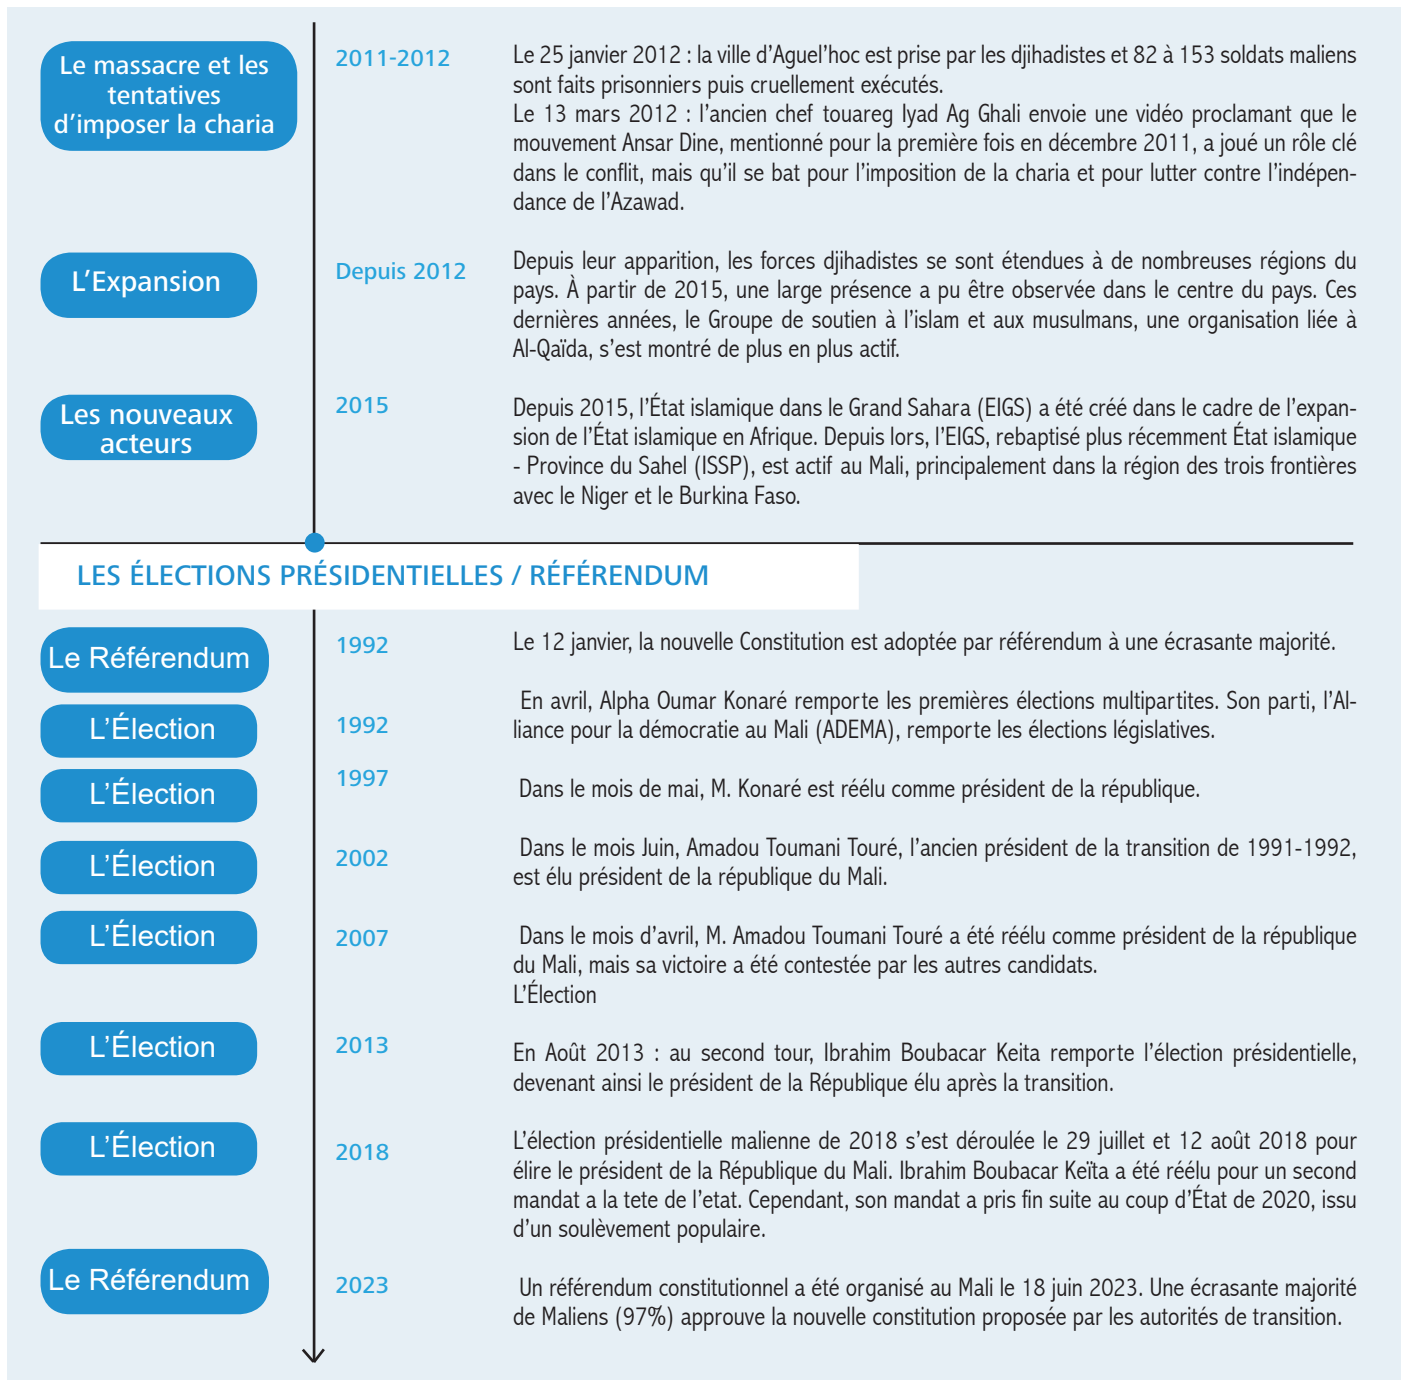 Le massacre et les
tentatives
d’imposer la charia
2011-2012
Le 25 janvier 2012 : la ville d’Aguel’hoc est prise par les djihadistes et 82 à 153 soldats maliens
sont faits prisonniers puis cruellement exécutés.
Le 13 mars 2012 : l’ancien chef touareg Iyad Ag Ghali envoie une vidéo proclamant que le
mouvement Ansar Dine, mentionné pour la première fois en décembre 2011, a joué un rôle clé
dans le conflit, mais qu’il se bat pour l’imposition de la charia et pour lutter contre l’indépen-
dance de l’Azawad.
L’Expansion
Depuis 2012
Depuis leur apparition, les forces djihadistes se sont étendues à de nombreuses régions du
pays. À partir de 2015, une large présence a pu être observée dans le centre du pays. Ces
dernières années, le Groupe de soutien à l’islam et aux musulmans, une organisation liée à
Al-Qaïda, s’est montré de plus en plus actif.
Les nouveaux
acteurs
2015
Depuis 2015, l’État islamique dans le Grand Sahara (EIGS) a été créé dans le cadre de l’expan-
sion de l’État islamique en Afrique. Depuis lors, l’EIGS, rebaptisé plus récemment État islamique
- Province du Sahel (ISSP), est actif au Mali, principalement dans la région des trois frontières
avec le Niger et le Burkina Faso.
LES ÉLECTIONS PRÉSIDENTIELLES / RÉFÉRENDUM
Le Référendum
1992
Le 12 janvier, la nouvelle Constitution est adoptée par référendum à une écrasante majorité.
L’Élection
1992
En avril, Alpha Oumar Konaré remporte les premières élections multipartites. Son parti, l’Al-
liance pour la démocratie au Mali (ADEMA), remporte les élections législatives.
L’Élection
1997
Dans le mois de mai, M. Konaré est réélu comme président de la république.
L’Élection
2002
Dans le mois Juin, Amadou Toumani Touré, l’ancien président de la transition de 1991-1992,
est élu président de la république du Mali.
L’Élection
2007
Dans le mois d’avril, M. Amadou Toumani Touré a été réélu comme président de la république
du Mali, mais sa victoire a été contestée par les autres candidats.
L’Élection
L’Élection
2013
En Août 2013 : au second tour, Ibrahim Boubacar Keita remporte l’élection présidentielle,
devenant ainsi le président de la République élu après la transition.
L’Élection
2018
L’élection présidentielle malienne de 2018 s’est déroulée le 29 juillet et 12 août 2018 pour
élire le président de la République du Mali. Ibrahim Boubacar Keïta a été réélu pour un second
mandat a la tete de l’etat. Cependant, son mandat a pris fin suite au coup d’État de 2020, issu
d’un soulèvement populaire.
Le Référendum
2023
Un référendum constitutionnel a été organisé au Mali le 18 juin 2023. Une écrasante majorité
de Maliens (97%) approuve la nouvelle constitution proposée par les autorités de transition.